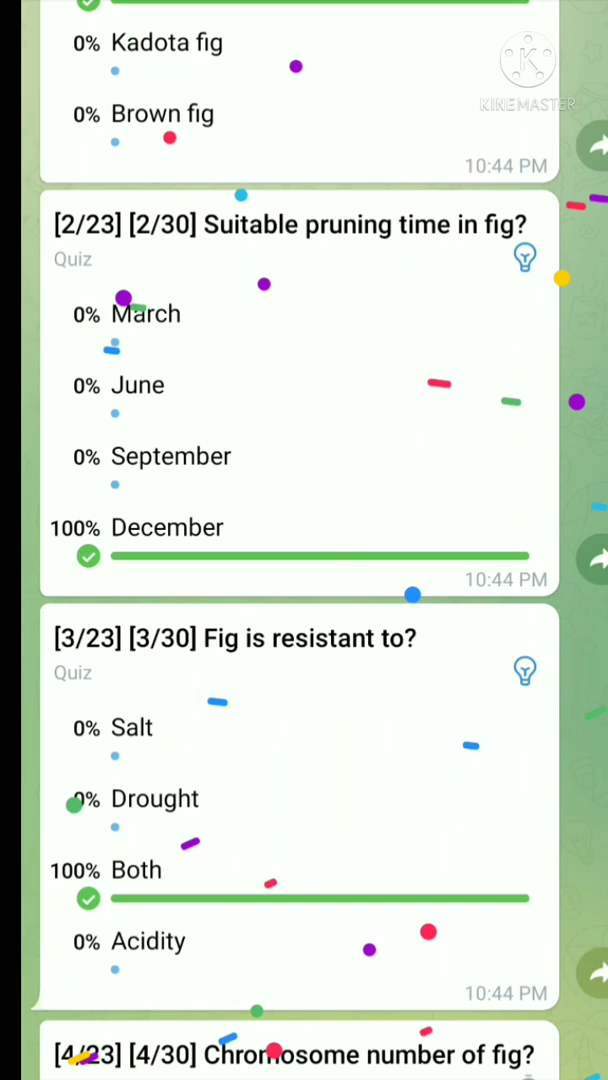 0% Kadota fig
KINEMASTER
0% Brown fig
10:44 PM
[2/23] [2/30] Suitable pruning time in fig?
Quiz
0% March
0% June
0% September
100% December
10:44 PM
[3/23] [3/30] Fig is resistant to?
Quiz
0% Salt
0% Drought
100% Both
0% Acidity
10:44 PM
[4/23] [4/30] Chromosome number of fig?